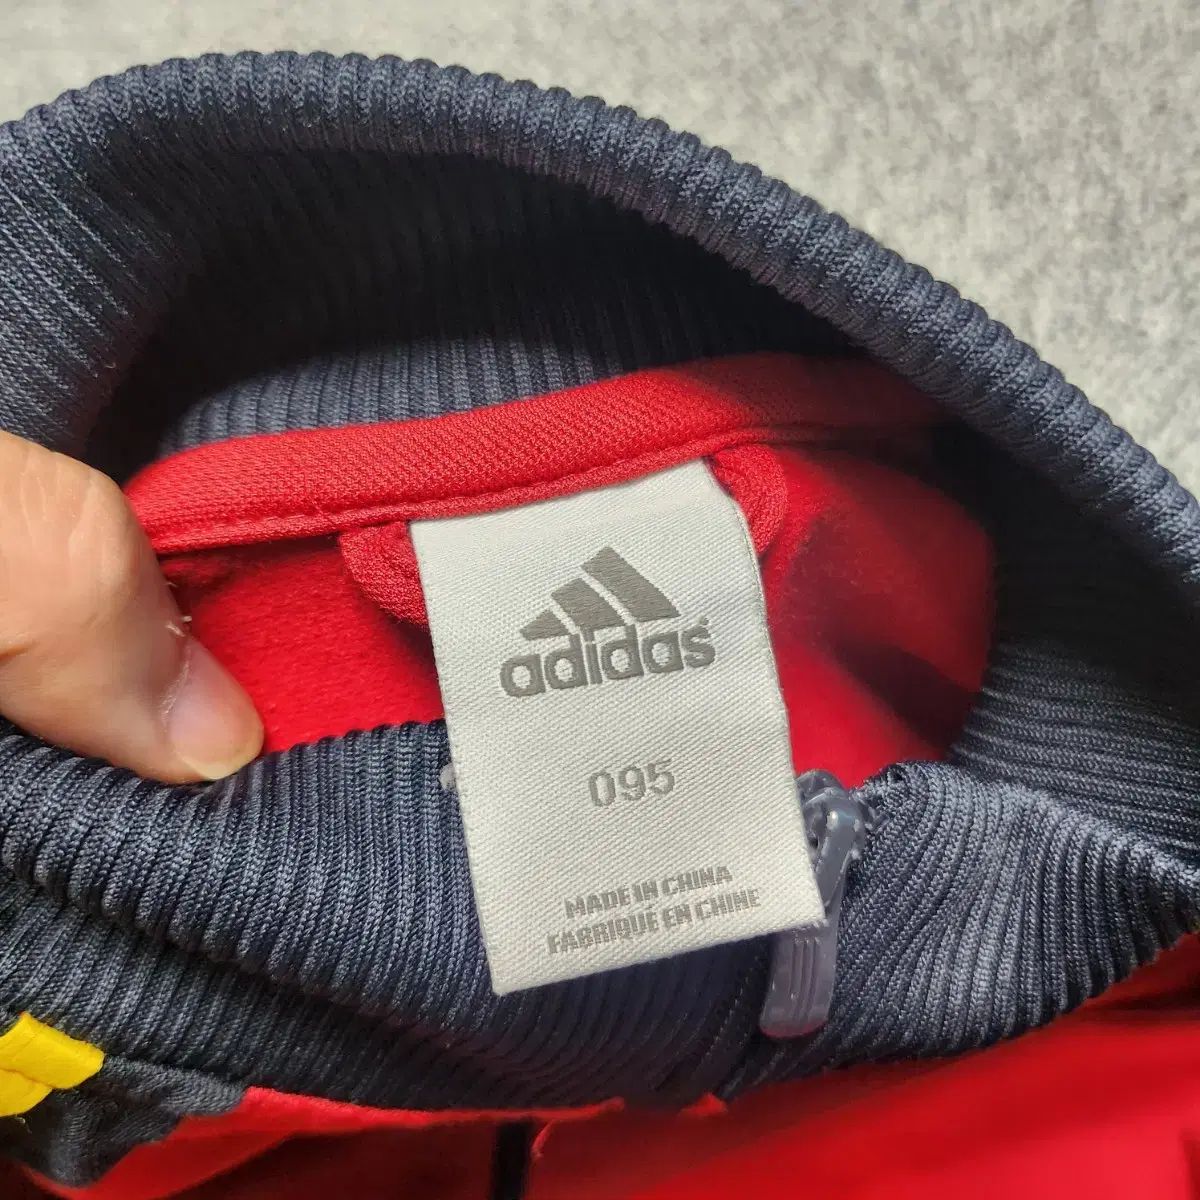 adidas
095
MADE IN CHINA
FABRIQUÉ EN CHINE